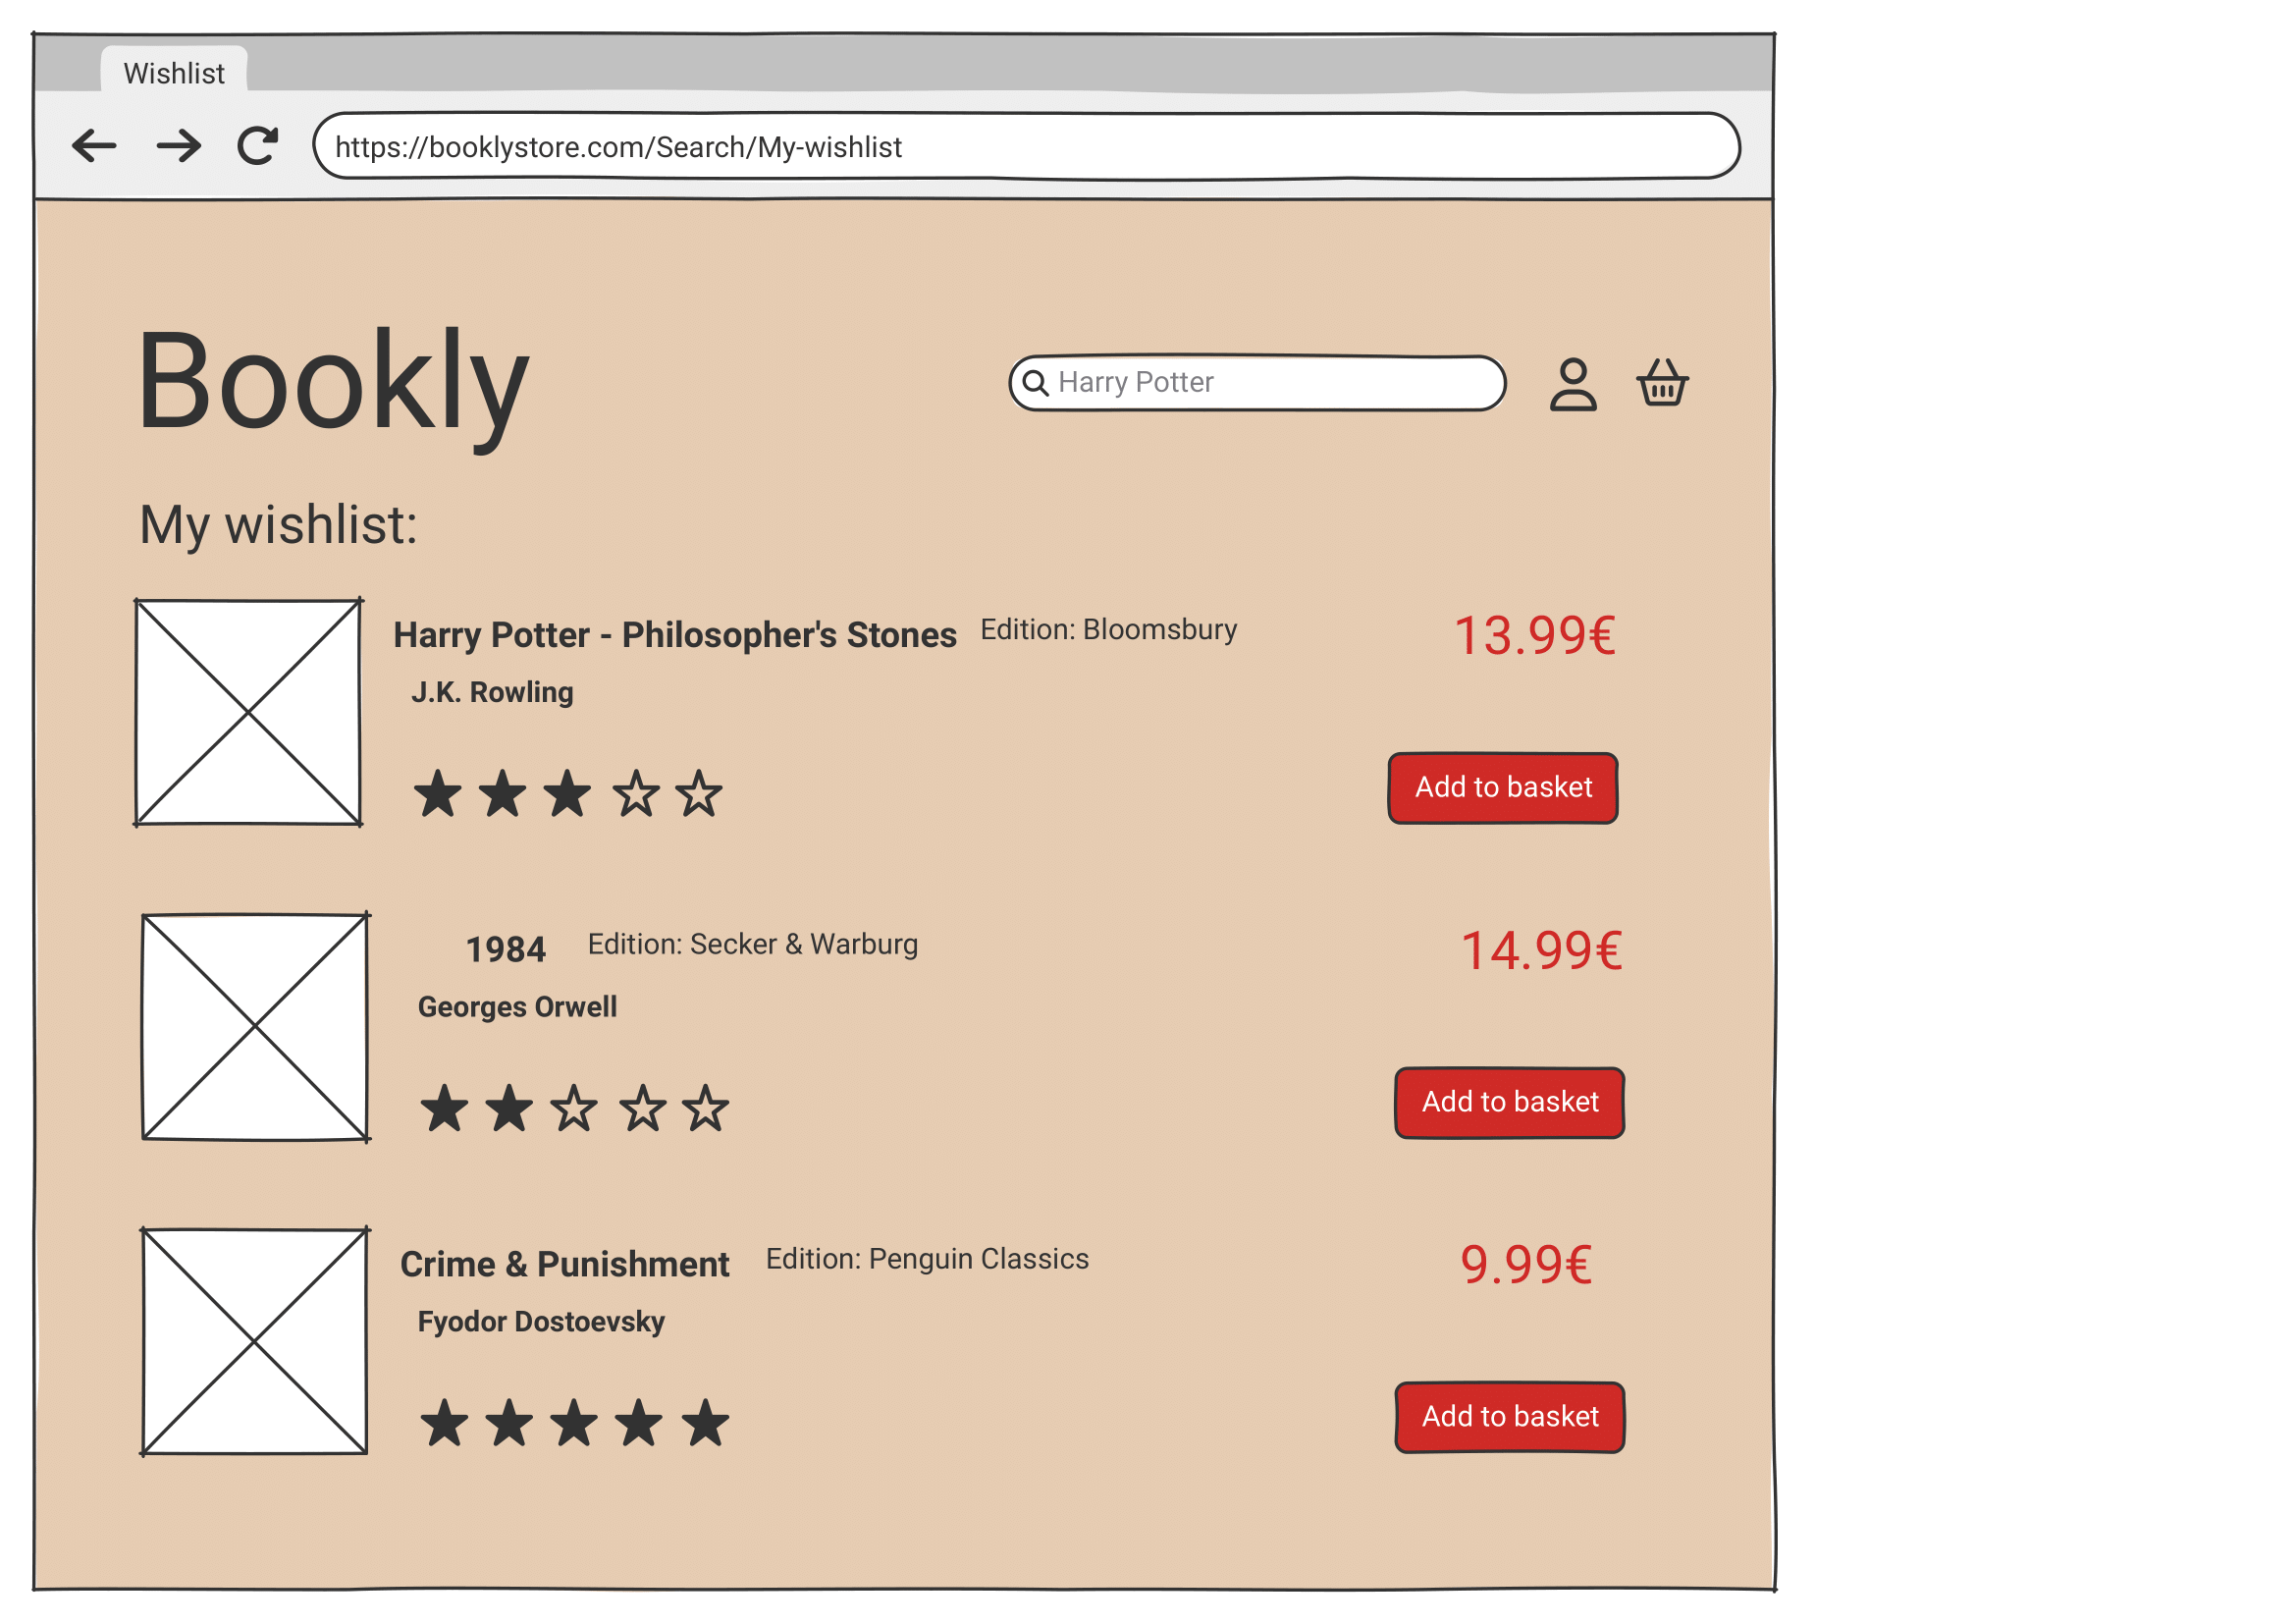 Wishlist
https://booklystore.com/Search/My-wishlist
Bookly
Harry Potter
My wishlist:
Harry Potter - Philosopher's Stones Edition: Bloomsbury 13.99€
J.K. Rowling
Add to basket
1984 Edition: Secker & Warburg 14.99€
Georges Orwell
Add to basket
Crime & Punishment Edition: Penguin Classics 9.99€
Fyodor Dostoevsky
Add to basket